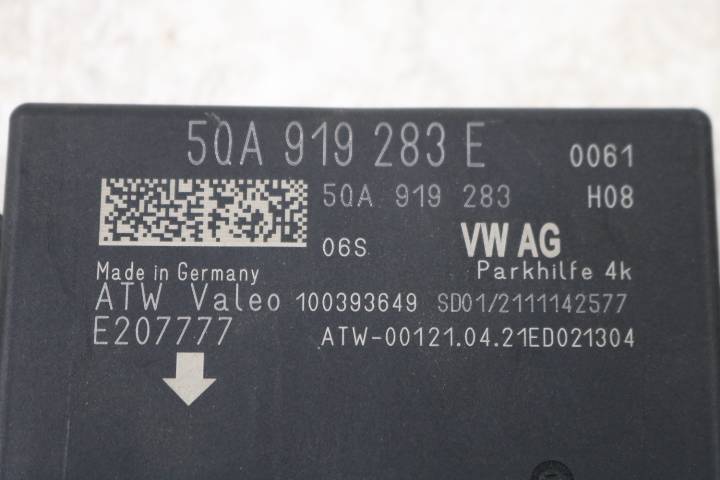 5QA 919 283 E 0061
5QA 919 283 H08
06S VW AG
Made in Germany Parkhilfe 4k
ATW Valeo 100393649 SD01/2111142577
E207777 ATW-00121.04.21ED021304